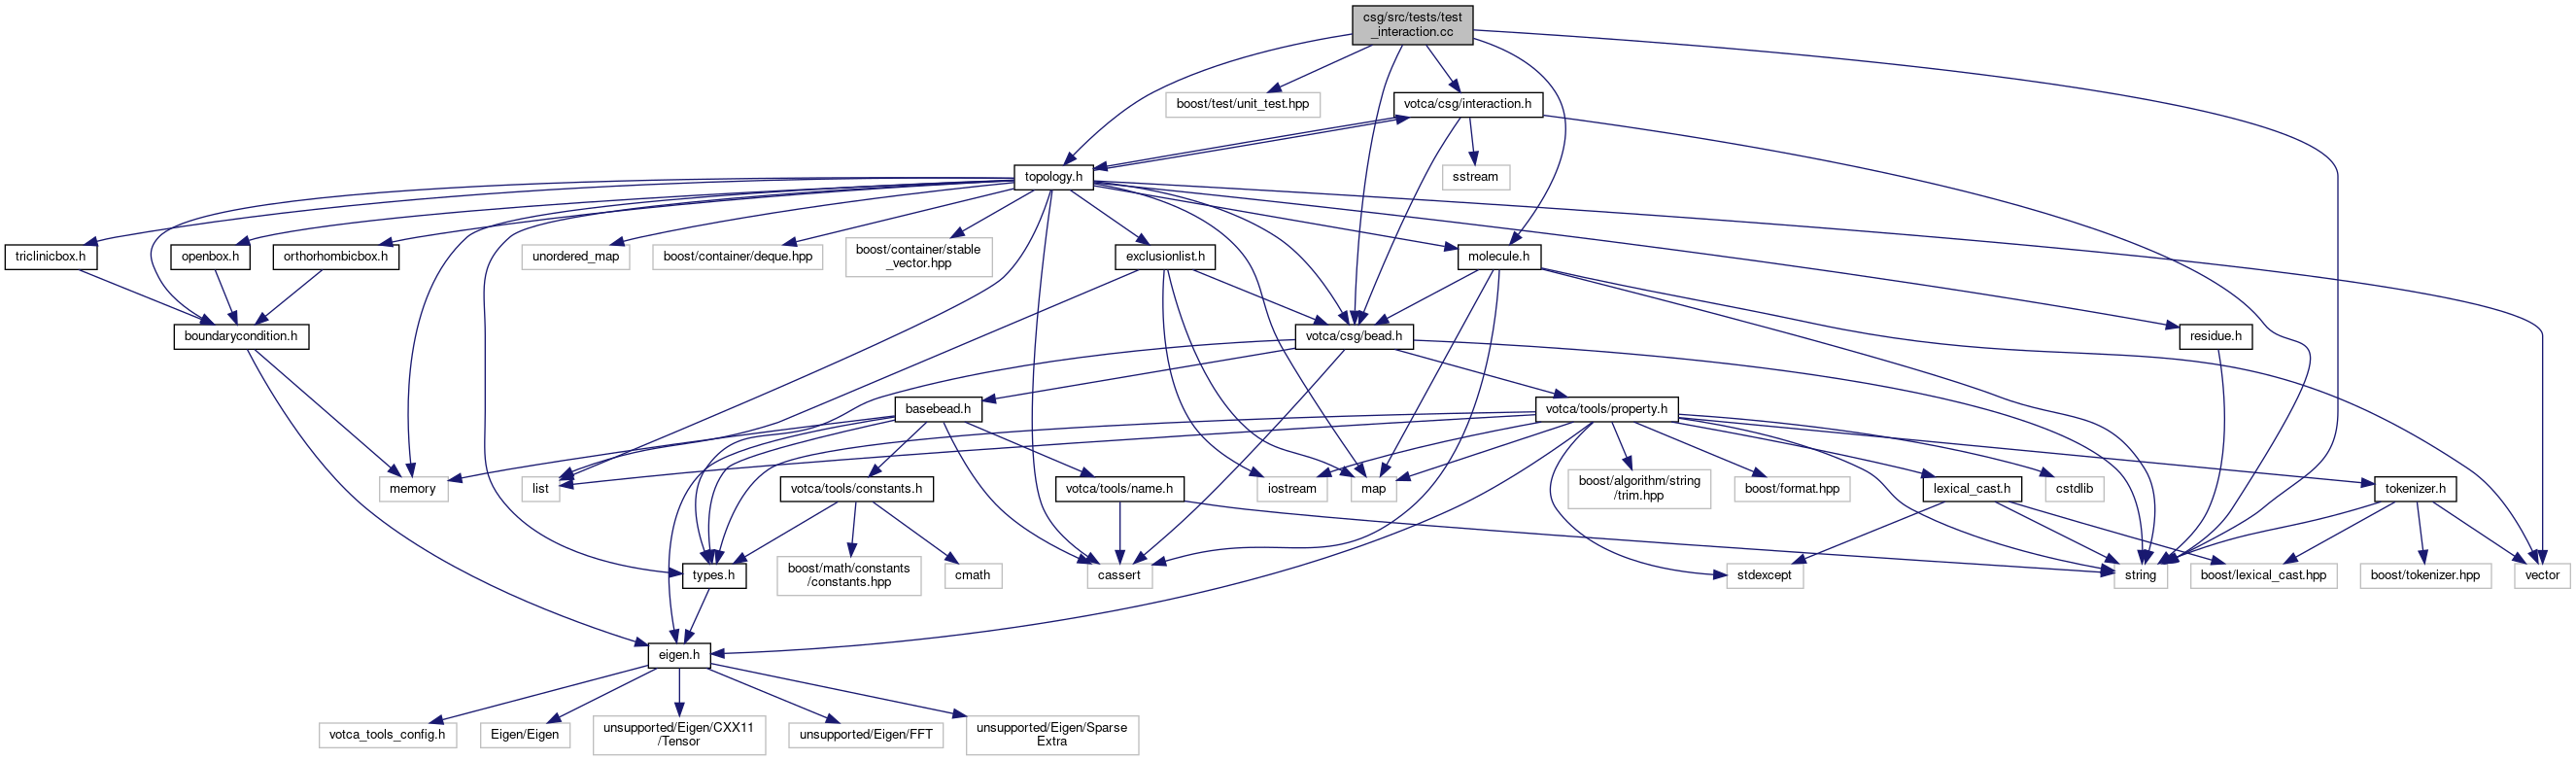 csg/src/tests/test
_interaction.cc
boost/test/unit_test.hpp
votca/csg/interaction.h
topology.h
sstream
triclinicbox.h
openbox.h
orthorhombicbox.h
unordered_map
boost/container/deque.hpp
boost/container/stable
_vector.hpp
exclusionlist.h
molecule.h
boundarycondition.h
votca/csg/bead.h
residue.h
basebead.h
votca/tools/property.h
memory
list
votca/tools/constants.h
votca/tools/name.h
iostream
map
boost/algorithm/string
/trim.hpp
boost/format.hpp
lexical_cast.h
cstdlib
tokenizer.h
types.h
boost/math/constants
/constants.hpp
cmath
cassert
stdexcept
string
boost/lexical_cast.hpp
boost/tokenizer.hpp
vector
eigen.h
votca_tools_config.h
Eigen/Eigen
unsupported/Eigen/CXX11
/Tensor
unsupported/Eigen/FFT
unsupported/Eigen/Sparse
Extra